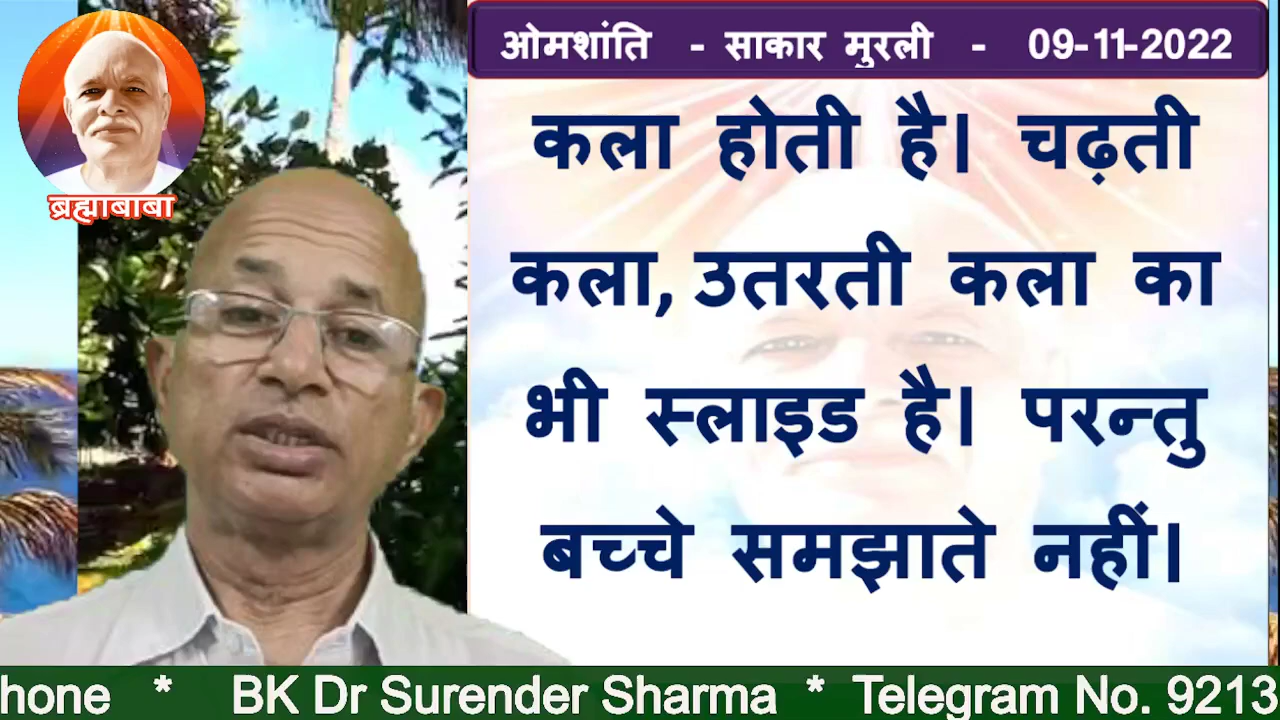 ओमशांति - साकार मुरली - 09-11-2022
ब्रह्माबाबा
कला होती है। चढ़ती
कला, उतरती कला का
भी स्लाइड है। परन्तु
बच्चे समझाते नहीं।
hone * BK Dr Surender Sharma * Telegram No. 9213